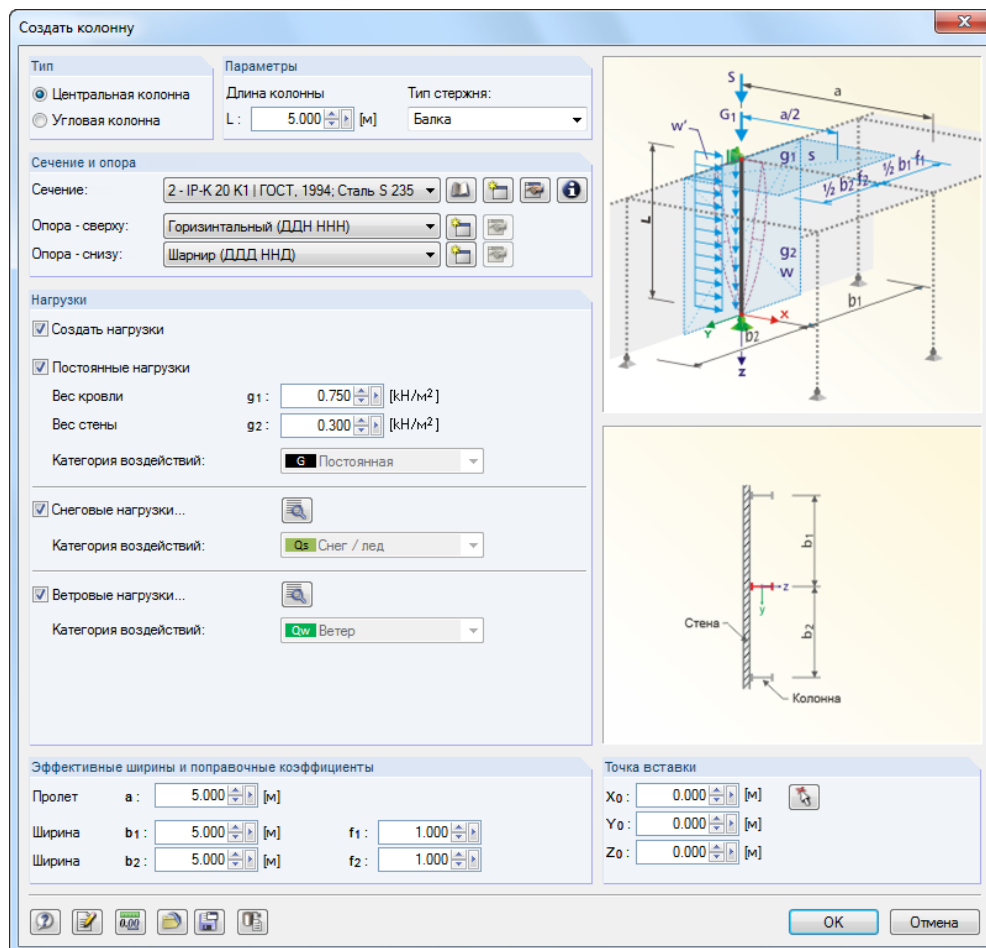 Создать колонну
Тип
Центральная колонна
Угловая колонна
Параметры
Длина колонны
Тип стержня:
L : 5.000 [м]
Балка
Сечение и опора
Сечение: 2 - IP-K 20 K1 | ГОСТ, 1994; Сталь S 235
Опора - сверху: Горизинтальный (ДДН ННН)
Опора - снизу: Шарнир (ДДД ННД)
Нагрузки
Создать нагрузки
Постоянные нагрузки
Вес кровли g1 : 0.750 [kН/м²]
Вес стены g2 : 0.300 [kН/м²]
Категория воздействий: G Постоянная
Снеговые нагрузки...
Категория воздействий: Qs Снег / лед
Ветровые нагрузки...
Категория воздействий: Qw Ветер
S
a
G1
a/2
w'
g1 s
½ b2 f2
½ b1 f1
L
g2
w
b1
X
Y
b2
Z
b1
z
y
Стена
b2
Колонна
Эффективные ширины и поправочные коэффициенты
Пролет a : 5.000 [м]
Ширина b1 : 5.000 [м] f1 : 1.000
Ширина b2 : 5.000 [м] f2 : 1.000
Точка вставки
X0 : 0.000 [м]
Y0 : 0.000 [м]
Z0 : 0.000 [м]
0.00
OK
Отмена